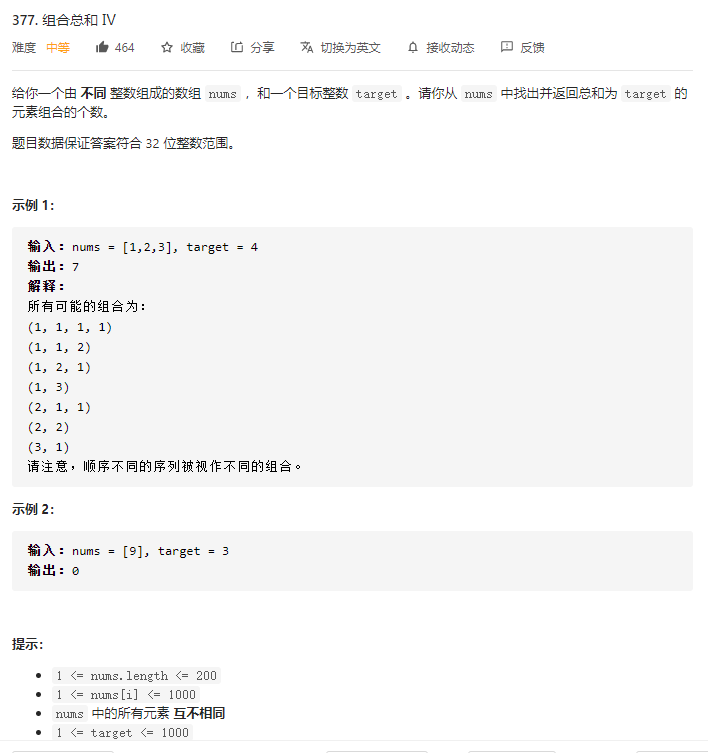 377. 组合总和 Ⅳ
难度 中等 464 收藏 分享 切换为英文 接收动态 反馈
给你一个由 不同 整数组成的数组 nums ，和一个目标整数 target 。请你从 nums 中找出并返回总和为 target 的
元素组合的个数。
题目数据保证答案符合 32 位整数范围。
示例 1：
输入：nums = [1,2,3], target = 4
输出：7
解释：
所有可能的组合为：
(1, 1, 1, 1)
(1, 1, 2)
(1, 2, 1)
(1, 3)
(2, 1, 1)
(2, 2)
(3, 1)
请注意，顺序不同的序列被视作不同的组合。
示例 2：
输入：nums = [9], target = 3
输出：0
提示：
1 <= nums.length <= 200
1 <= nums[i] <= 1000
nums 中的所有元素 互不相同
1 <= target <= 1000